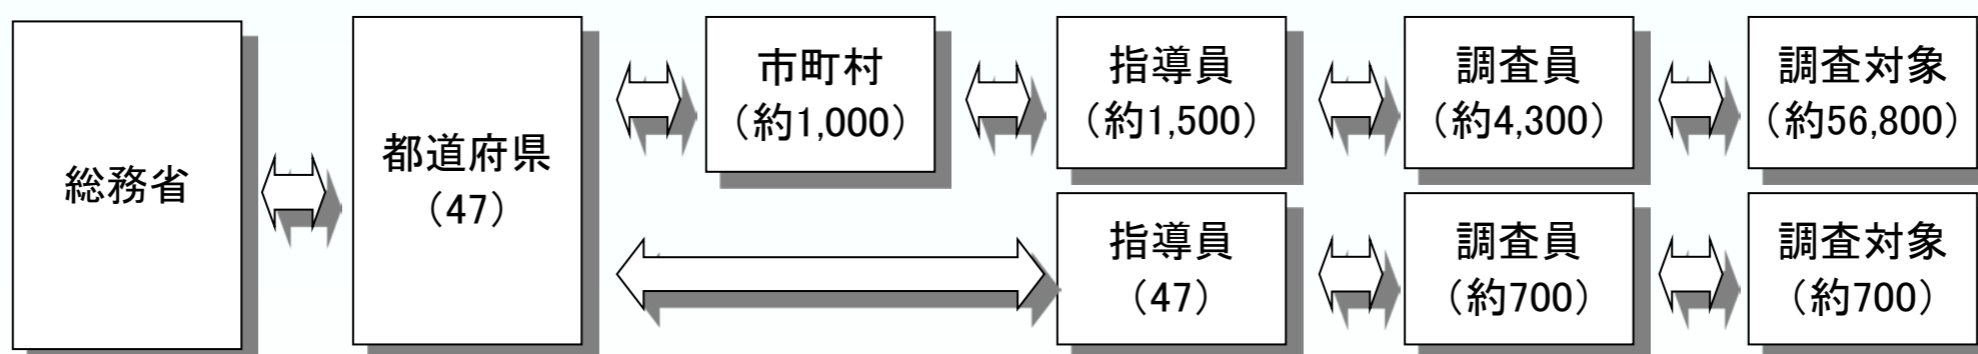 総務省
都道府県
（47）
市町村
（約1,000）
指導員
（約1,500）
調査員
（約4,300）
調査対象
（約56,800）
指導員
（47）
調査員
（約700）
調査対象
（約700）